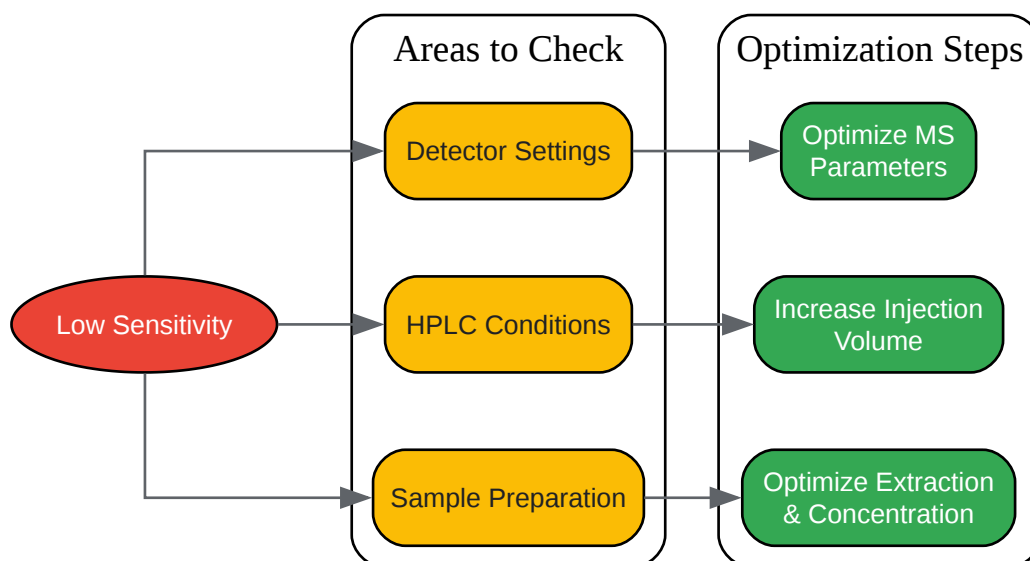 Areas to Check
Optimization Steps
Detector Settings
Optimize MS
Parameters
Low Sensitivity
HPLC Conditions
Increase Injection
Volume
Sample Preparation
Optimize Extraction
& Concentration